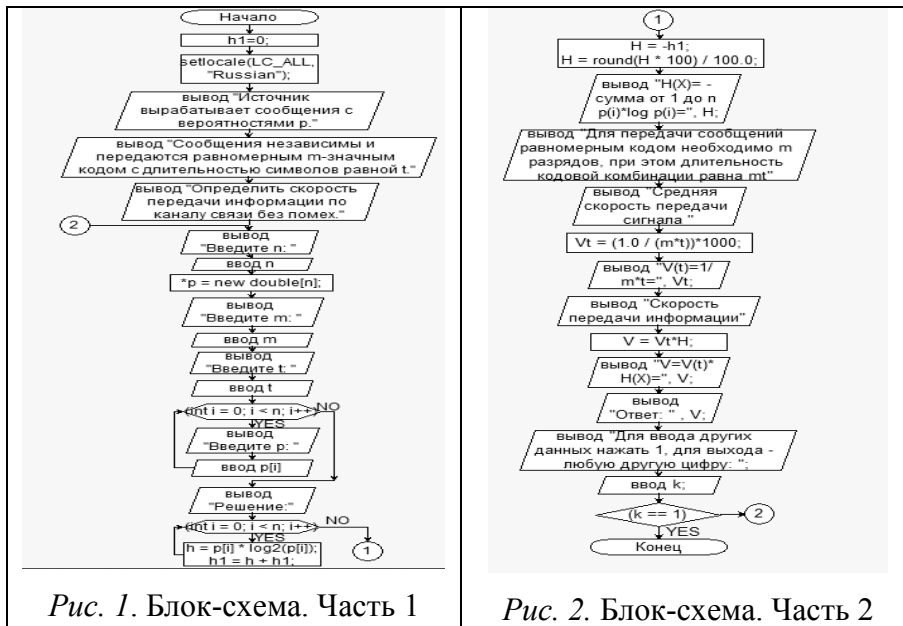 Начало
h1=0;
setlocale(LC_ALL,
"Russian");
вывод "Источник
вырабатывает сообщения с
вероятностями p."
вывод "Сообщения независимы и
передаются равномерным m-значным
кодом с длительностью символов равной t."
вывод "Определить скорость
передачи информации по
каналу связи без помех."
2
вывод
"Введите n: "
ввод n
*p = new double[n];
вывод
"Введите m: "
ввод m
вывод
"Введите t: "
ввод t
(int i = 0; i < n; i++)
NO
YES
вывод
"Введите p: "
ввод p[i]
вывод
"Решение:"
(int i = 0; i < n; i++)
NO
YES
h = p[i] * log2(p[i]);
h1 = h + h1;
1
Рис. 1. Блок-схема. Часть 1
1
H = -h1;
H = round(H * 100) / 100.0;
вывод "H(X)= -
сумма от 1 до n
p(i)*log p(i)=", H;
вывод "Для передачи сообщений
равномерным кодом необходимо m
разрядов, при этом длительность
кодовой комбинации равна mt"
вывод "Средняя
скорость передачи
сигнала "
Vt = (1.0 / (m*t))*1000;
вывод "V(t)=1/
m*t=", Vt;
вывод "Скорость
передачи информации"
V = Vt*H;
вывод "V=V(t)*
H(X)=", V;
вывод
"Ответ: " , V;
вывод "Для ввода других
данных нажать 1, для выхода -
любую другую цифру: ";
ввод k;
(k == 1)
2
YES
Конец
Рис. 2. Блок-схема. Часть 2